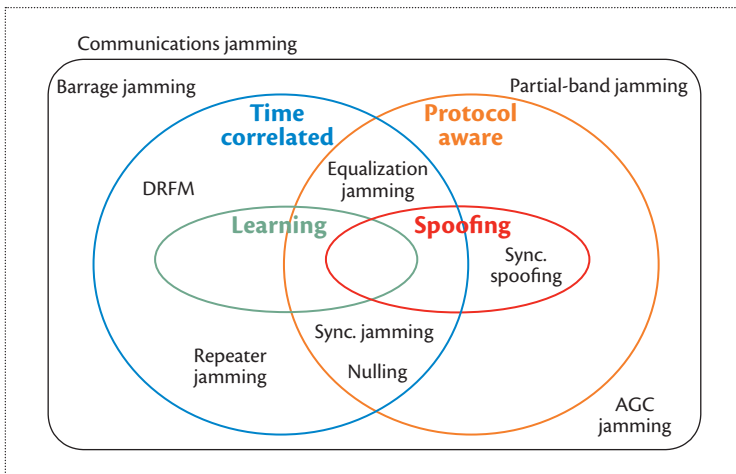 Communications jamming
Barrage jamming
Partial-band jamming
Time
correlated
Protocol
aware
Equalization
jamming
DRFM
Learning
Spoofing
Sync.
spoofing
Sync. jamming
Repeater
jamming
Nulling
AGC
jamming